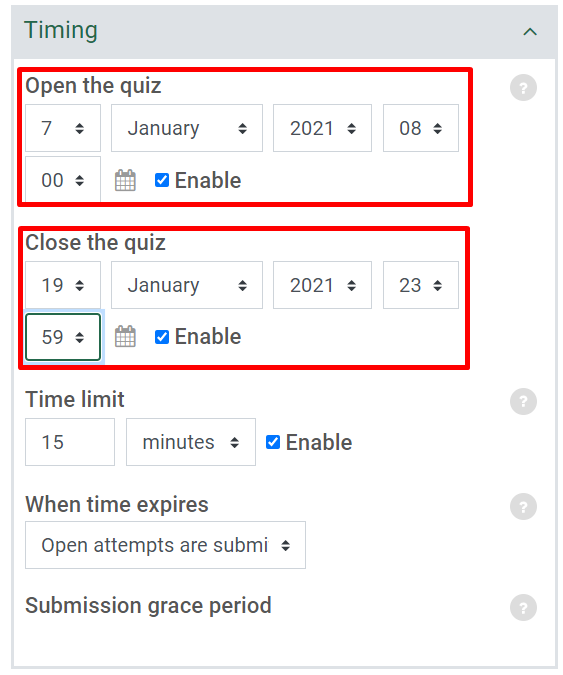 Timing
Open the quiz
?
7 January 2021 08
00 Enable
Close the quiz
19 January 2021 23
59 Enable
Time limit
?
15 minutes Enable
When time expires
?
Open attempts are submi
Submission grace period
?